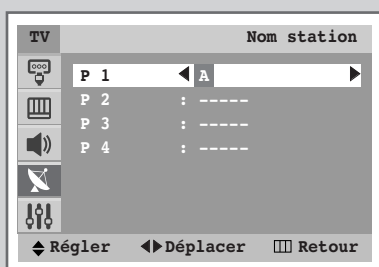 TV Nom station
P 1 A
P 2 : -----
P 3 : -----
P 4 : -----
Régler Déplacer Retour